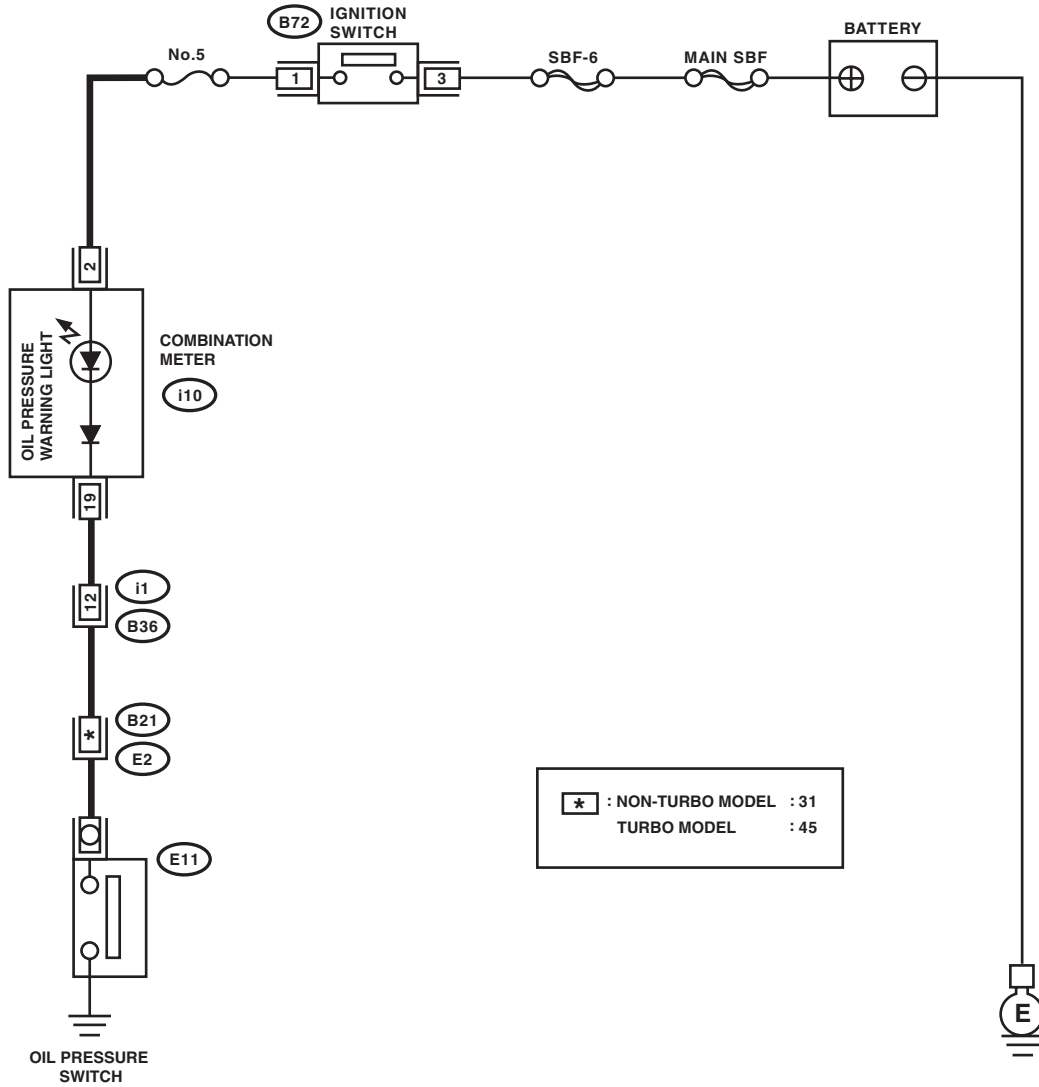 B72
IGNITION
SWITCH
BATTERY
No.5
SBF-6
MAIN SBF
1
3
2
OIL PRESSURE
WARNING LIGHT
COMBINATION
METER
i10
19
12
i1
B36
*
B21
E2
E11
* : NON-TURBO MODEL : 31
TURBO MODEL : 45
E
OIL PRESSURE
SWITCH